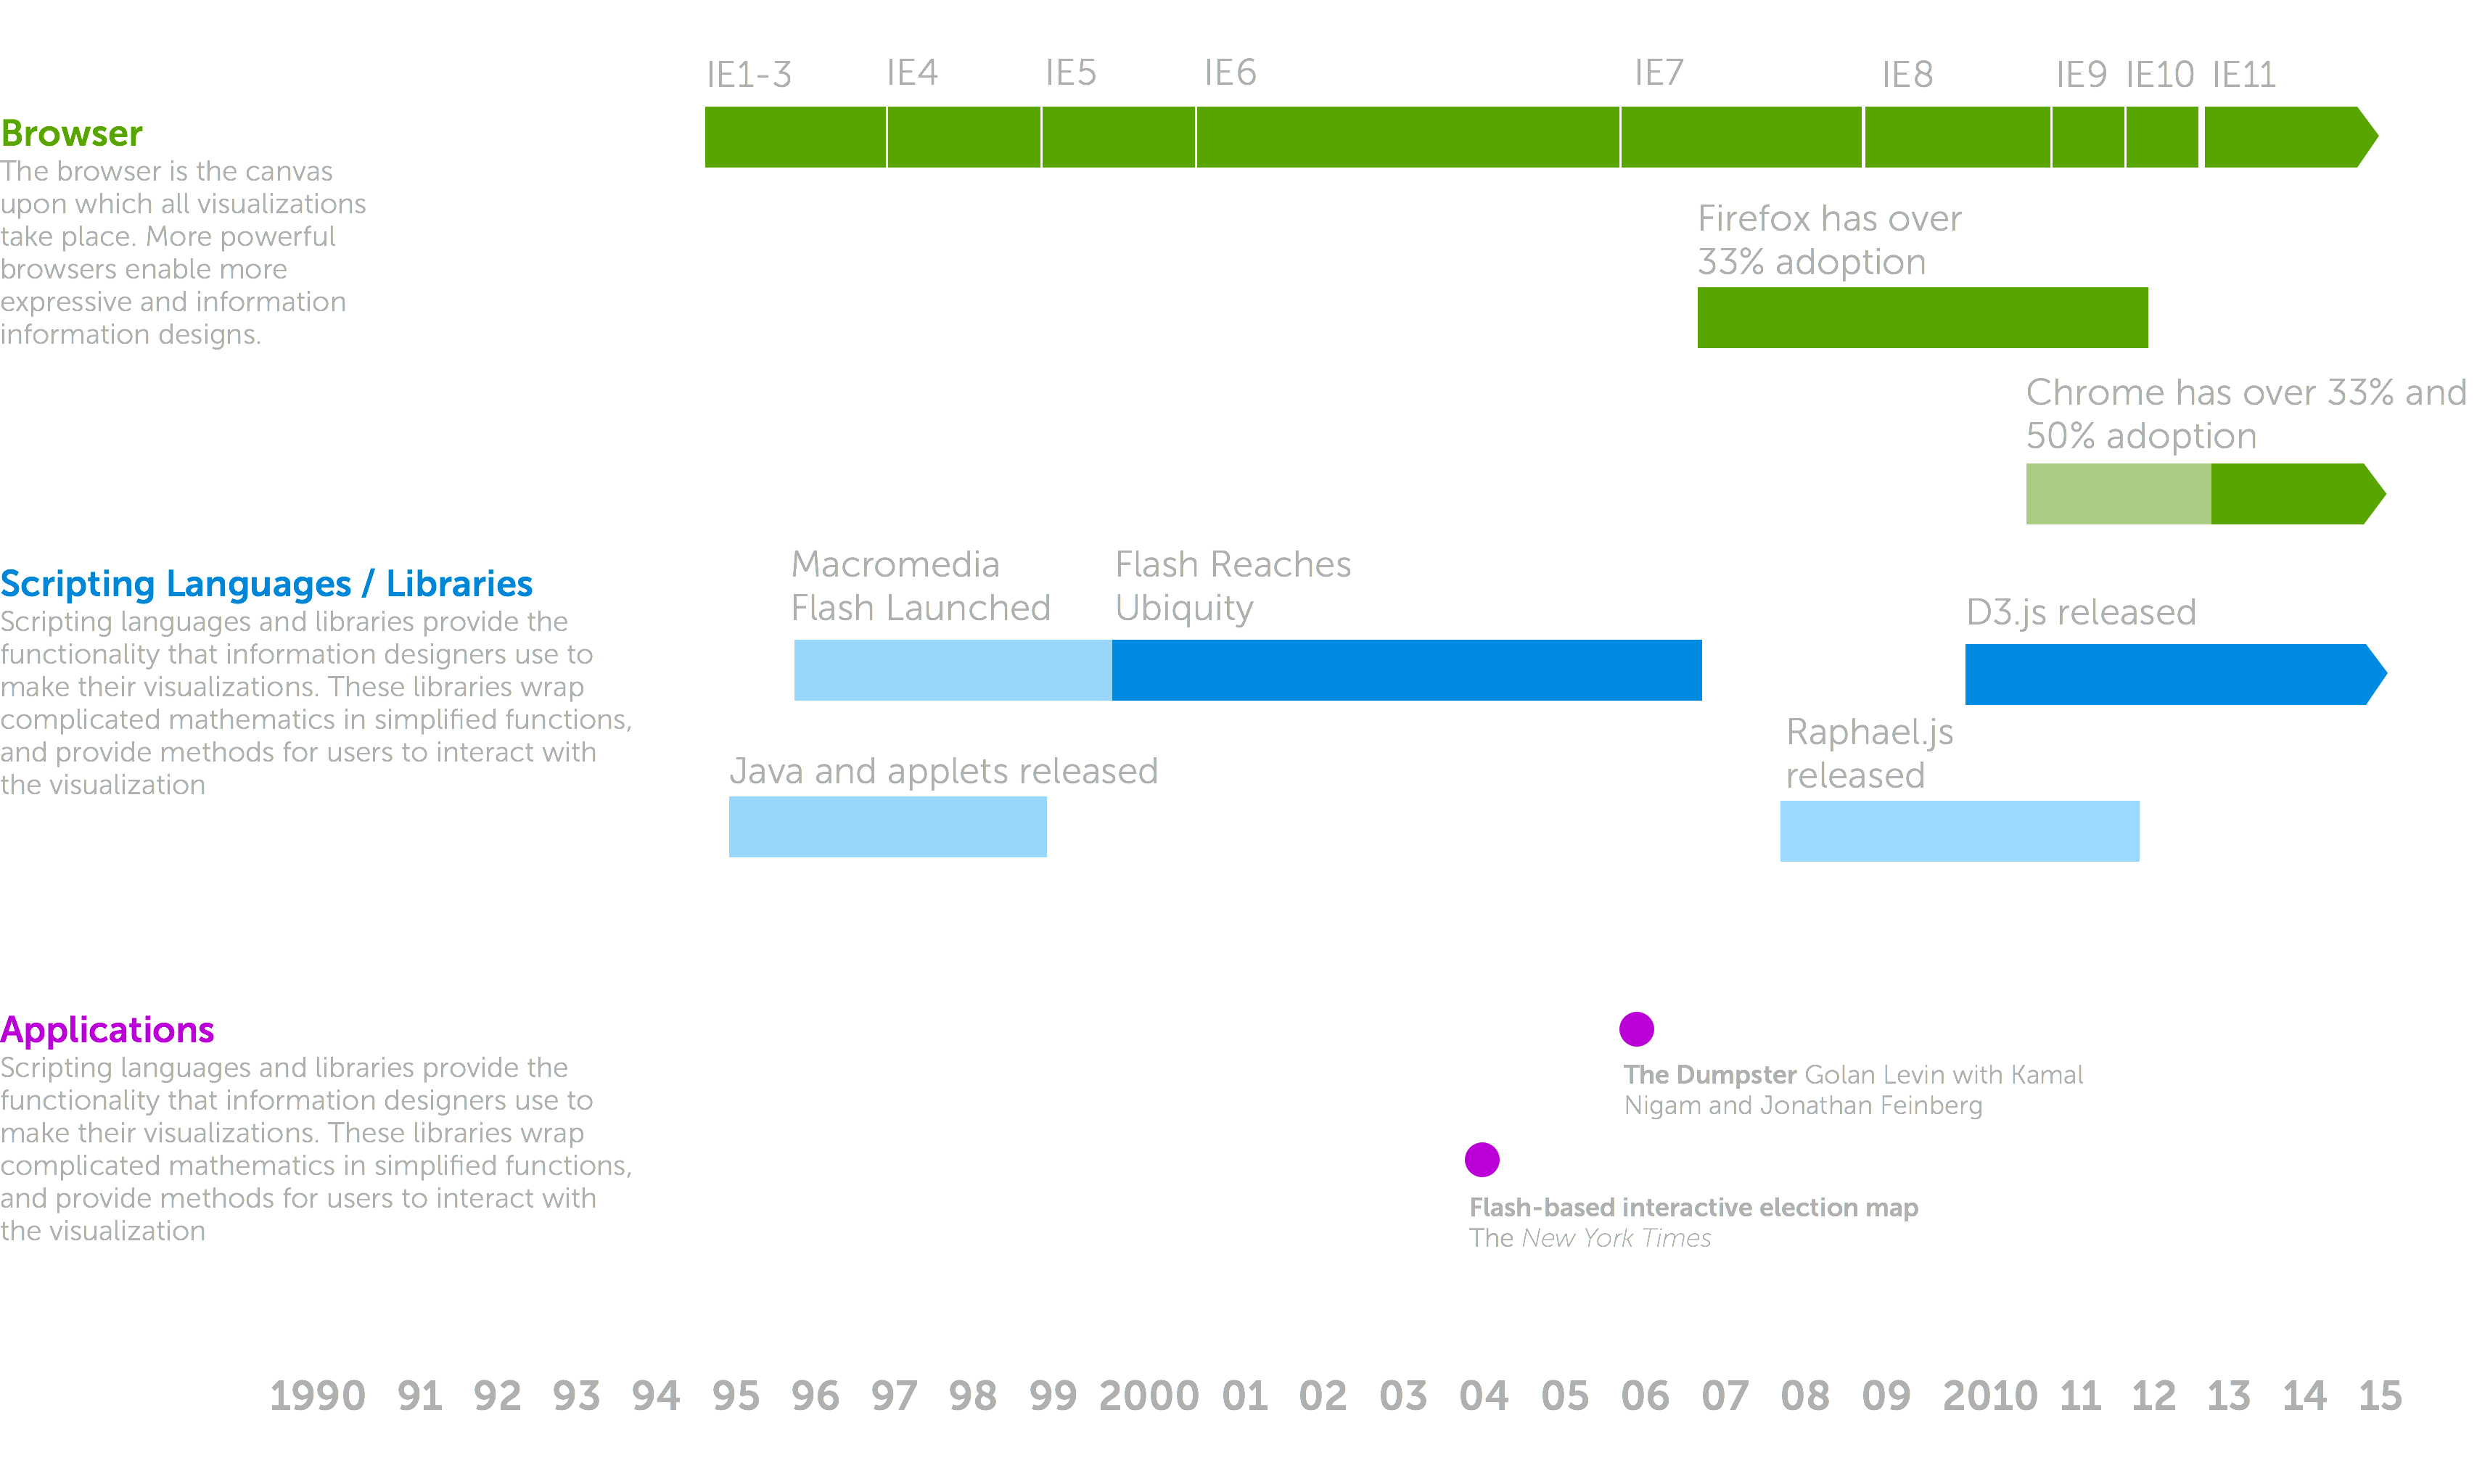 IE1-3 IE4 IE5 IE6 IE7 IE8 IE9 IE10 IE11
Browser
The browser is the canvas
upon which all visualizations
take place. More powerful
browsers enable more
expressive and information
information designs.
Firefox has over
33% adoption
Chrome has over 33% and
50% adoption
Scripting Languages / Libraries
Scripting languages and libraries provide the
functionality that information designers use to
make their visualizations. These libraries wrap
complicated mathematics in simplified functions,
and provide methods for users to interact with
the visualization
Macromedia
Flash Launched
Flash Reaches
Ubiquity
D3.js released
Java and applets released
Raphael.js
released
Applications
Scripting languages and libraries provide the
functionality that information designers use to
make their visualizations. These libraries wrap
complicated mathematics in simplified functions,
and provide methods for users to interact with
the visualization
The Dumpster Golan Levin with Kamal
Nigam and Jonathan Feinberg
Flash-based interactive election map
The New York Times
1990 91 92 93 94 95 96 97 98 99 2000 01 02 03 04 05 06 07 08 09 2010 11 12 13 14 15